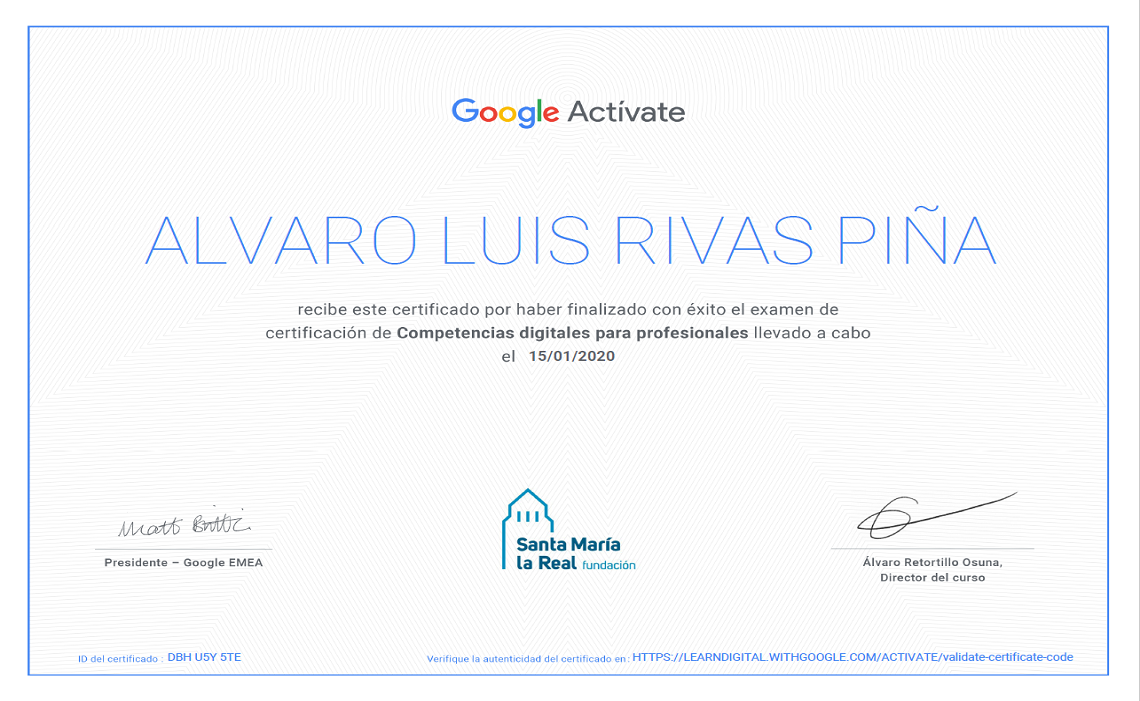 Google Actívate
ALVARO LUIS RIVAS PIÑA
recibe este certificado por haber finalizado con éxito el examen de
certificación de Competencias digitales para profesionales llevado a cabo
el 15/01/2020
Matt Brittin
Presidente – Google EMEA
Santa María
la Real fundación
Álvaro Retortillo Osuna,
Director del curso
ID del certificado : DBH U5Y 5TE
Verifique la autenticidad del certificado en: HTTPS://LEARNDIGITAL.WITHGOOGLE.COM/ACTIVATE/validate-certificate-code